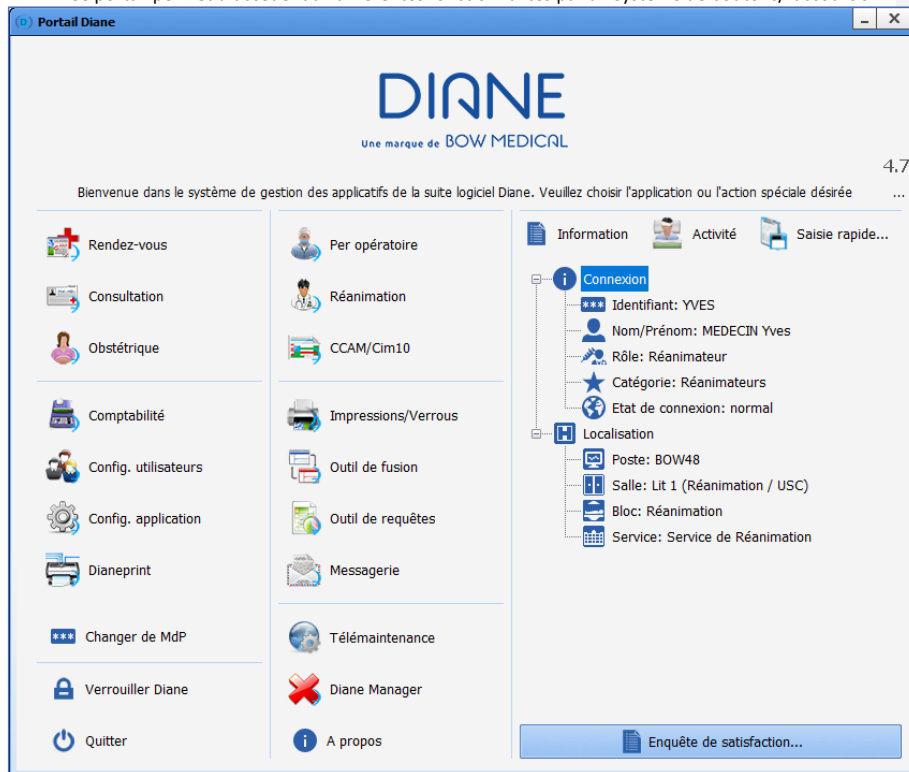 Portail Diane
DIANE
Une marque de BOW MEDICAL
4.7
Bienvenue dans le système de gestion des applicatifs de la suite logiciel Diane. Veuillez choisir l'application ou l'action spéciale désirée ...
Rendez-vous
Consultation
Obstétrique
Comptabilité
Config. utilisateurs
Config. application
Dianeprint
Changer de MdP
Verrouiller Diane
Quitter
Per opératoire
Réanimation
CCAM/Cim10
Impressions/Verrous
Outil de fusion
Outil de requêtes
Messagerie
Télémaintenance
Diane Manager
A propos
Information Activité Saisie rapide...
Connexion
Identifiant: YVES
Nom/Prénom: MEDECIN Yves
Rôle: Réanimateur
Catégorie: Réanimateurs
Etat de connexion: normal
Localisation
Poste: BOW48
Salle: Lit 1 (Réanimation / USC)
Bloc: Réanimation
Service: Service de Réanimation
Enquête de satisfaction...